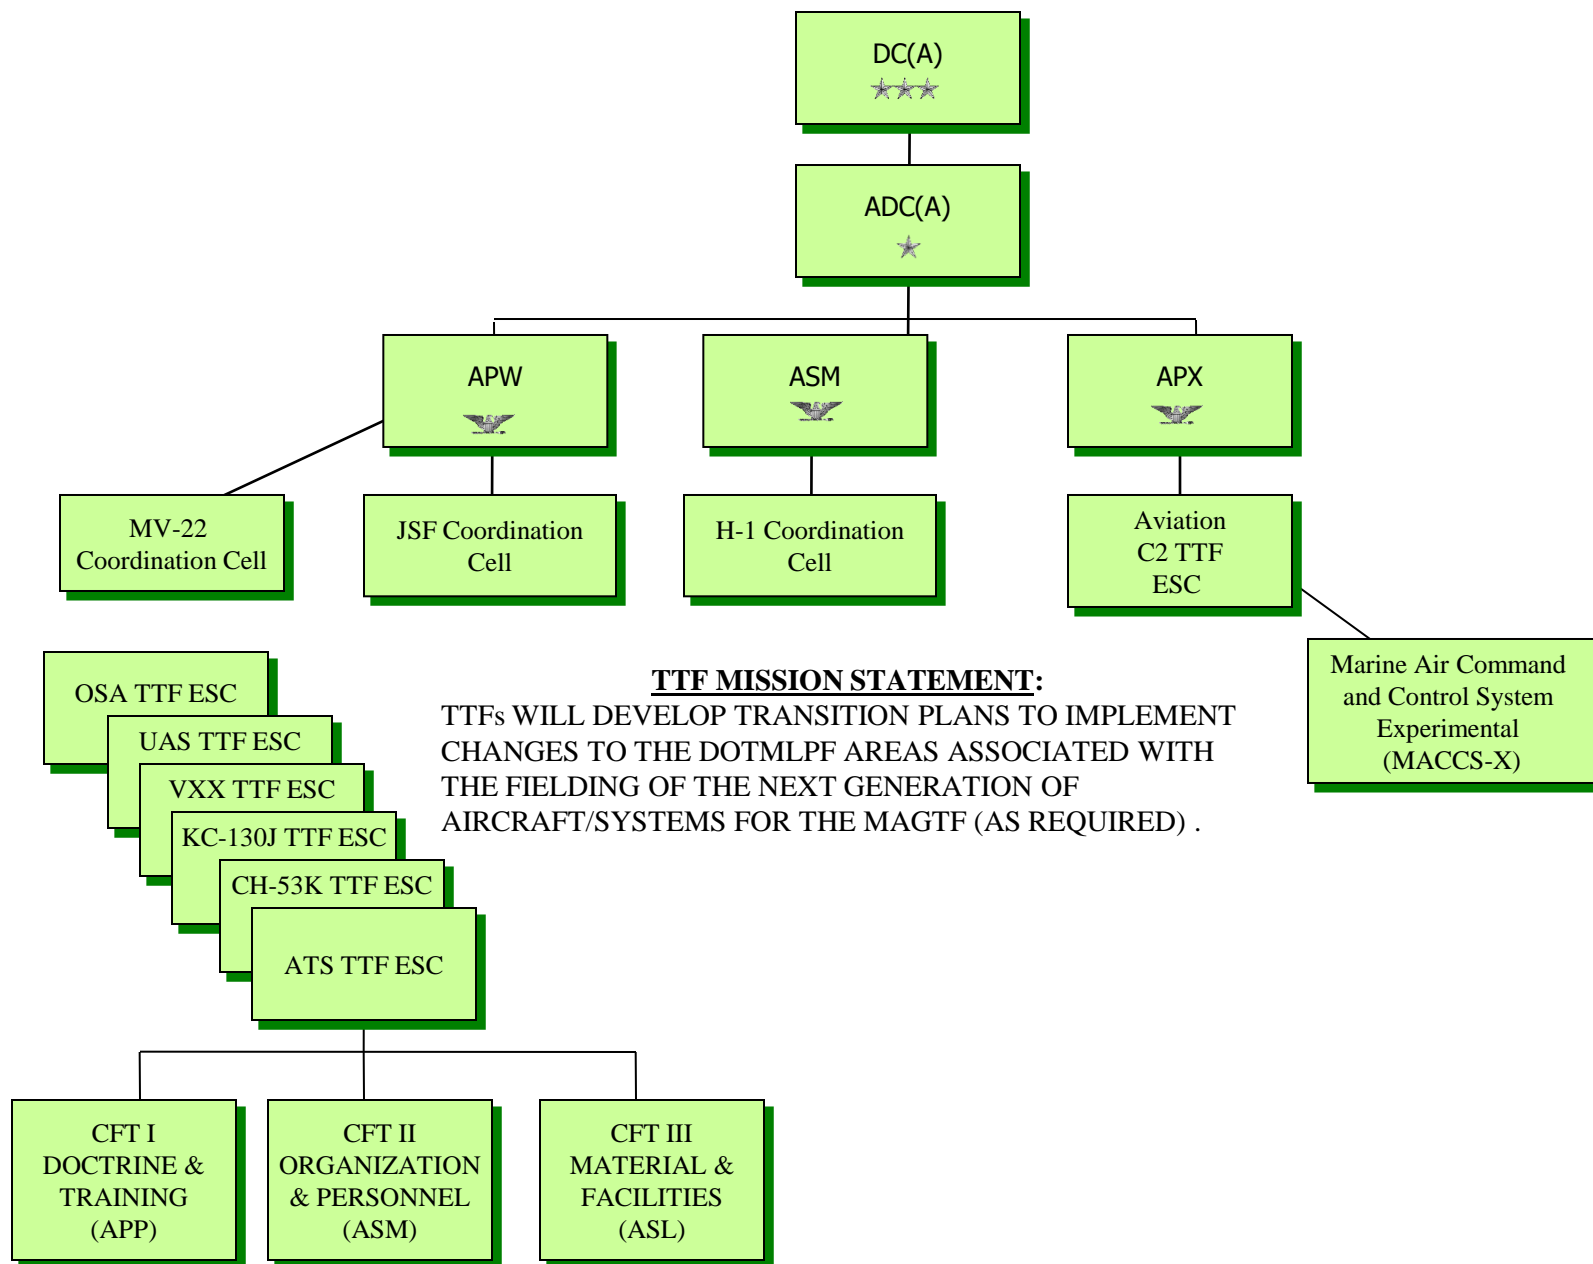 DC(A)
ADC(A)
APW
ASM
APX
MV-22
Coordination Cell
JSF Coordination
Cell
H-1 Coordination
Cell
Aviation
C2 TTF
ESC
Marine Air Command
and Control System
Experimental
(MACCS-X)
OSA TTF ESC
UAS TTF ESC
VXX TTF ESC
KC-130J TTF ESC
CH-53K TTF ESC
ATS TTF ESC
TTF MISSION STATEMENT:
TTFs WILL DEVELOP TRANSITION PLANS TO IMPLEMENT
CHANGES TO THE DOTMLPF AREAS ASSOCIATED WITH
THE FIELDING OF THE NEXT GENERATION OF
AIRCRAFT/SYSTEMS FOR THE MAGTF (AS REQUIRED) .
CFT I
DOCTRINE &
TRAINING
(APP)
CFT II
ORGANIZATION
& PERSONNEL
(ASM)
CFT III
MATERIAL &
FACILITIES
(ASL)